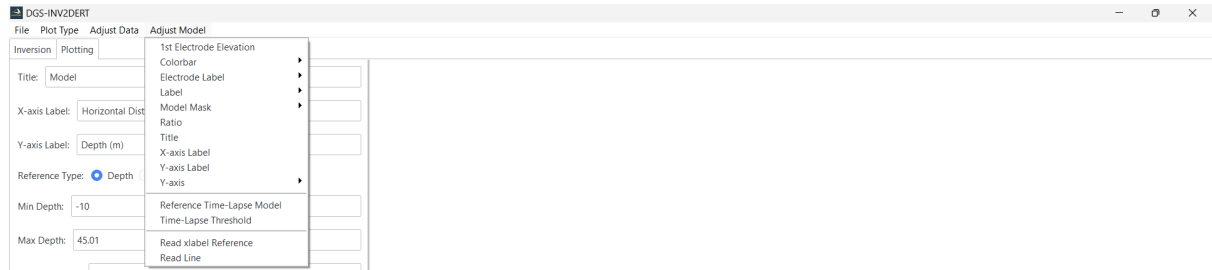 DGS-INV2DERT
File Plot Type Adjust Data Adjust Model
Inversion Plotting
Title: Model
X-axis Label: Horizontal Dist
Y-axis Label: Depth (m)
Reference Type: Depth
Min Depth: -10
Max Depth: 45.01
1st Electrode Elevation
Colorbar
Electrode Label
Label
Model Mask
Ratio
Title
X-axis Label
Y-axis Label
Y-axis
Reference Time-Lapse Model
Time-Lapse Threshold
Read xlabel Reference
Read Line